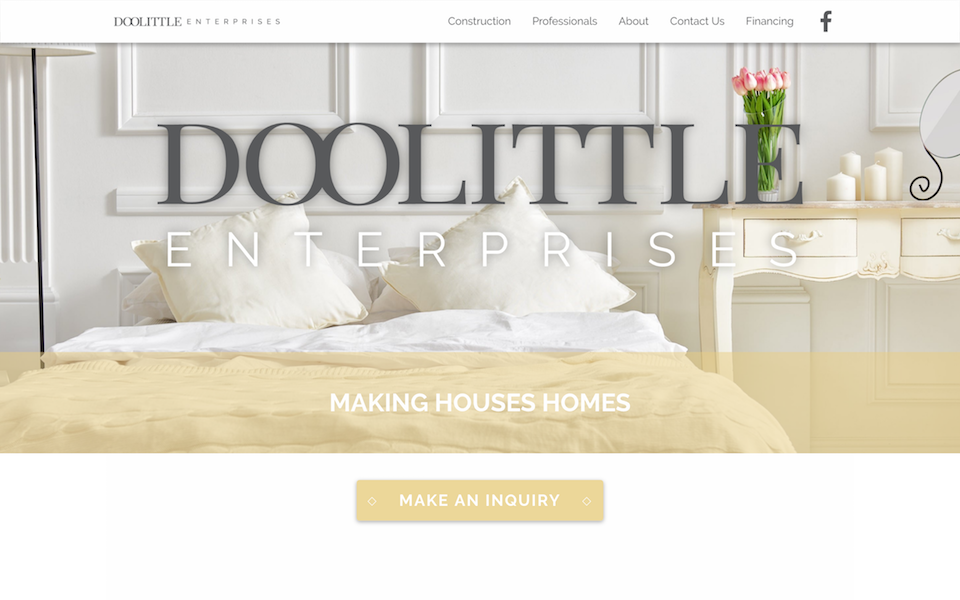 DOOLITTLE ENTERPRISES
Construction Professionals About Contact Us Financing
DOOLITTLE
ENTERPRISES
MAKING HOUSES HOMES
MAKE AN INQUIRY